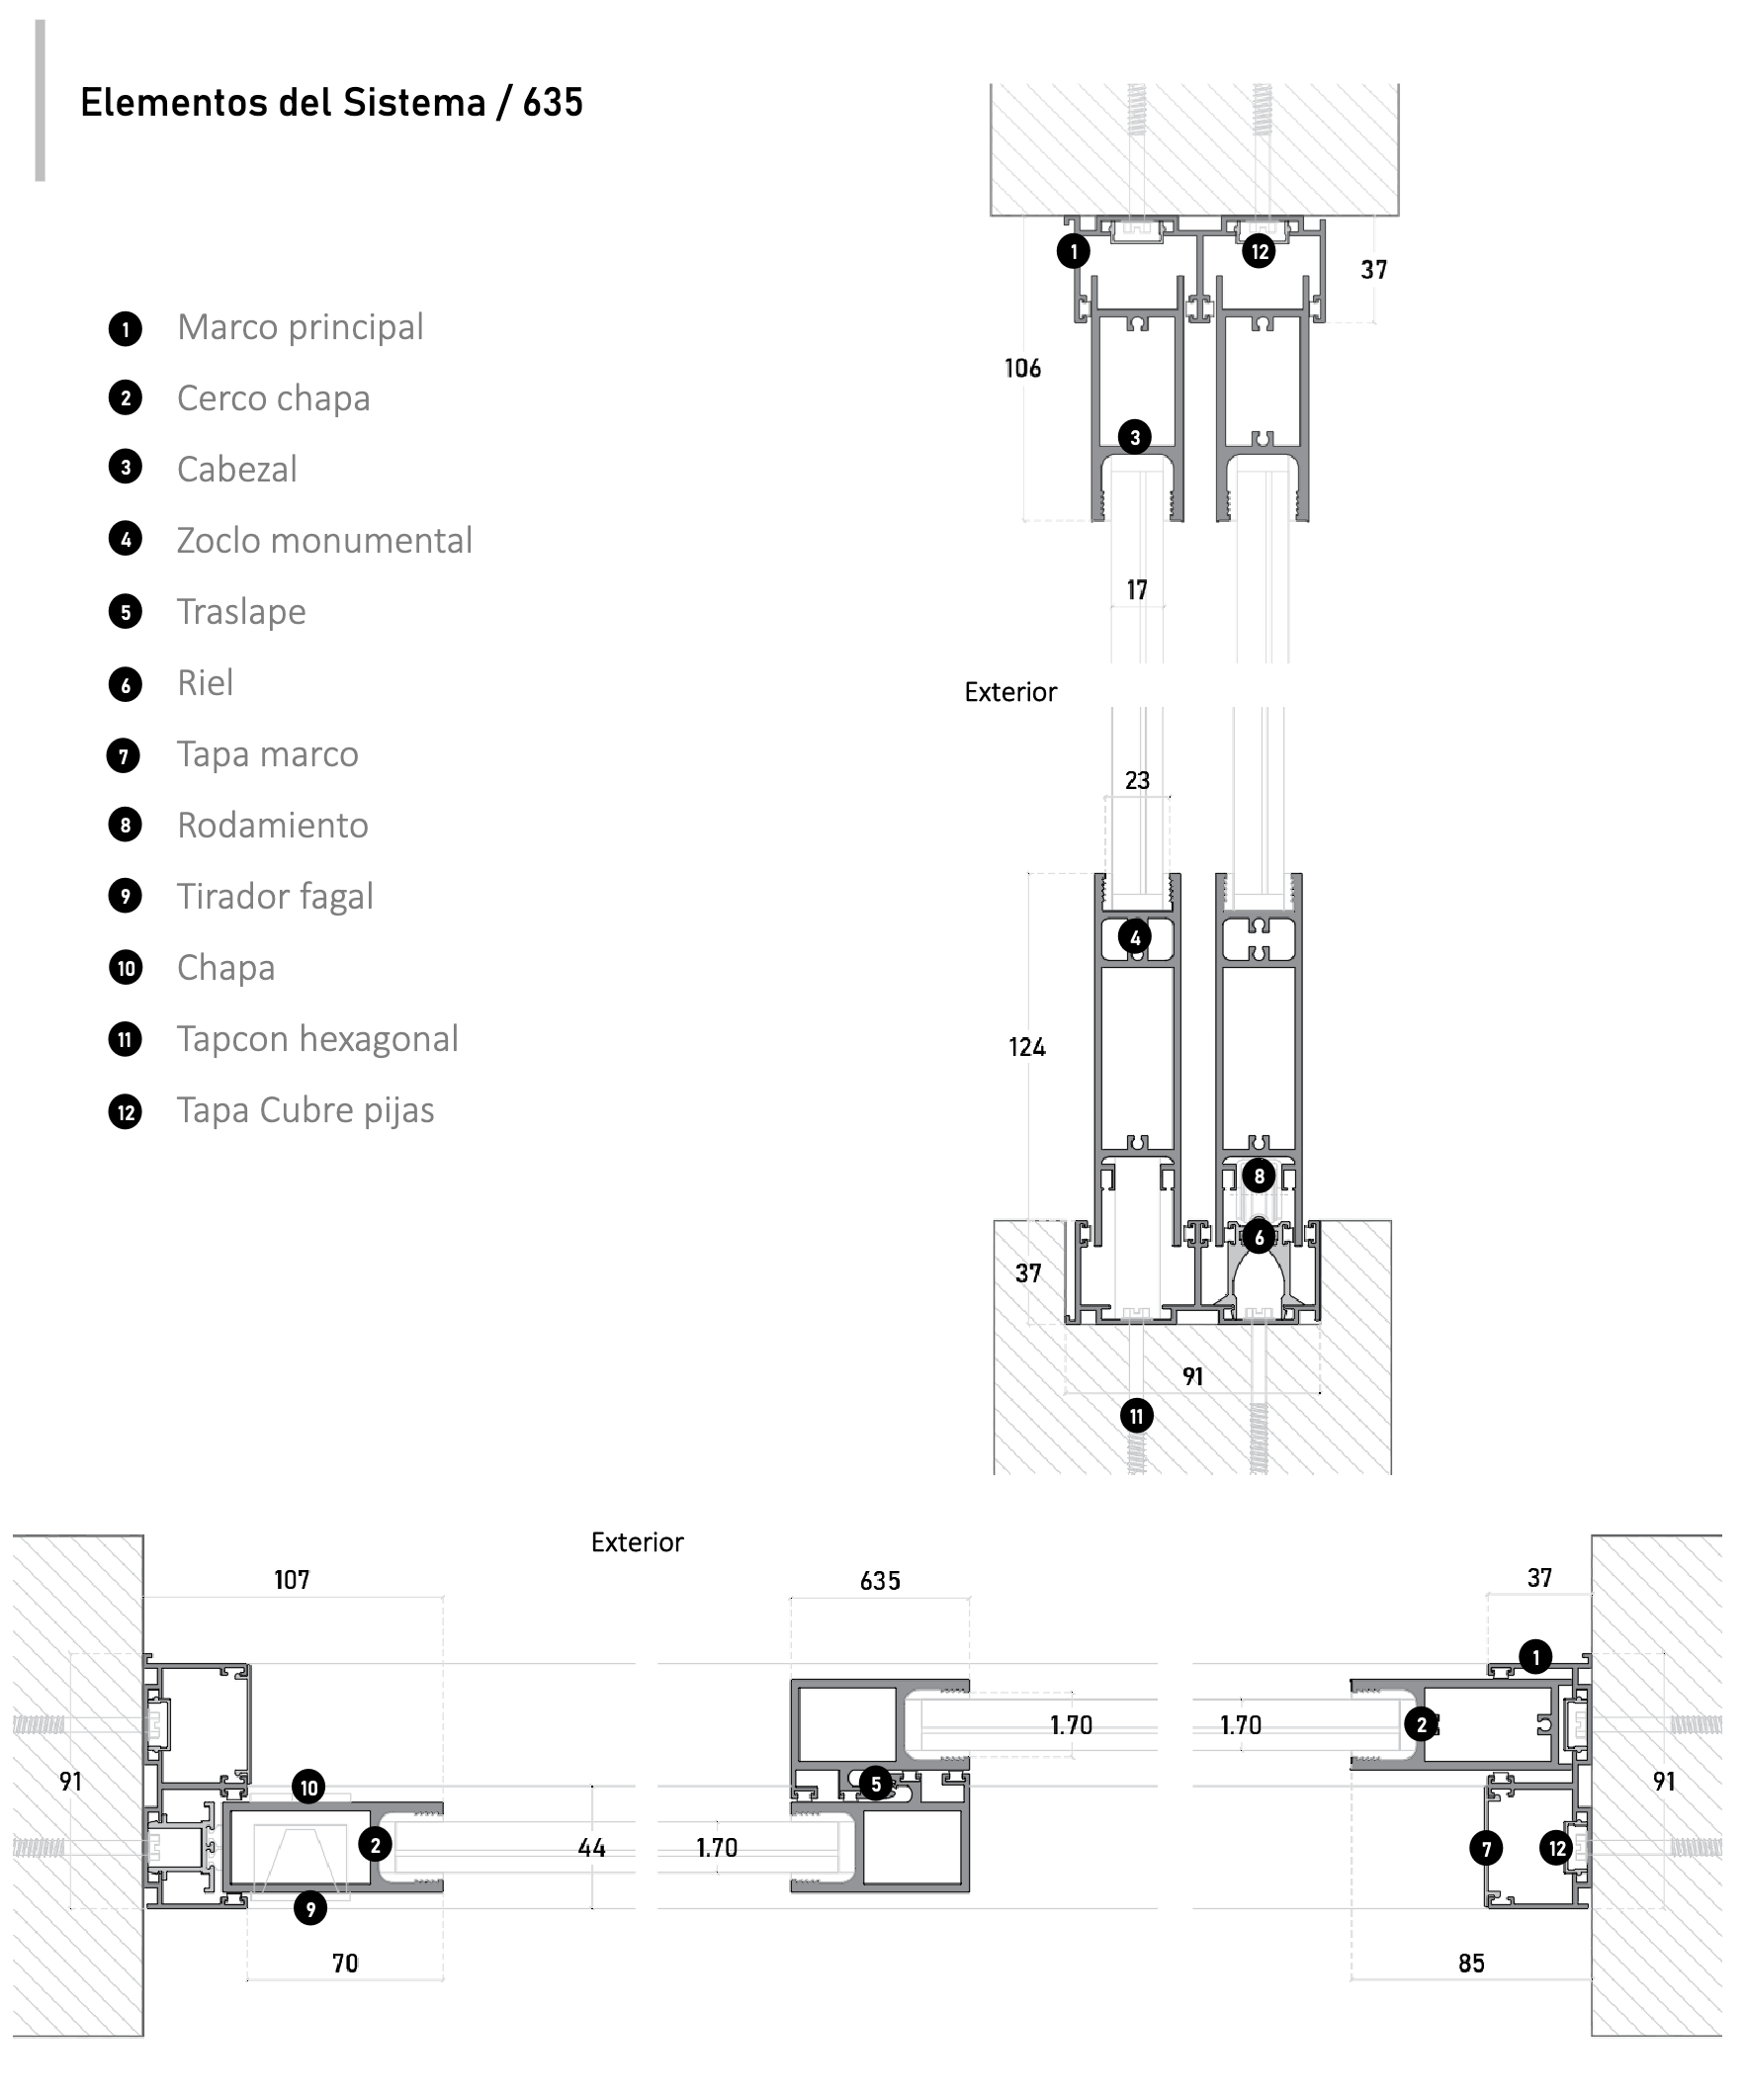 Elementos del Sistema / 635
1 Marco principal
2 Cerco chapa
3 Cabezal
4 Zoclo monumental
5 Traslape
6 Riel
7 Tapa marco
8 Rodamiento
9 Tirador fagal
10 Chapa
11 Tapcon hexagonal
12 Tapa Cubre pijas
1
12
37
106
3
17
Exterior
23
4
124
8
6
37
91
11
Exterior
107
635
37
1
1.70
1.70
2
91
10
5
91
2
44
1.70
7
12
9
70
85